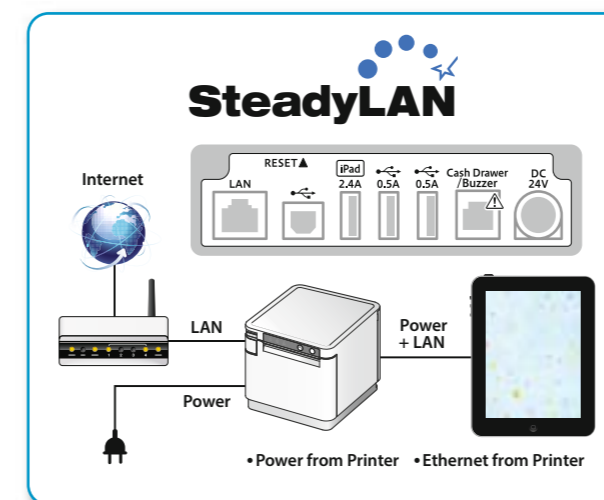 SteadyLAN
RESET▲
LAN
iPad
2.4A
0.5A
0.5A
Cash Drawer
/Buzzer
DC
24V
Internet
LAN
Power
+ LAN
Power
•Power from Printer •Ethernet from Printer